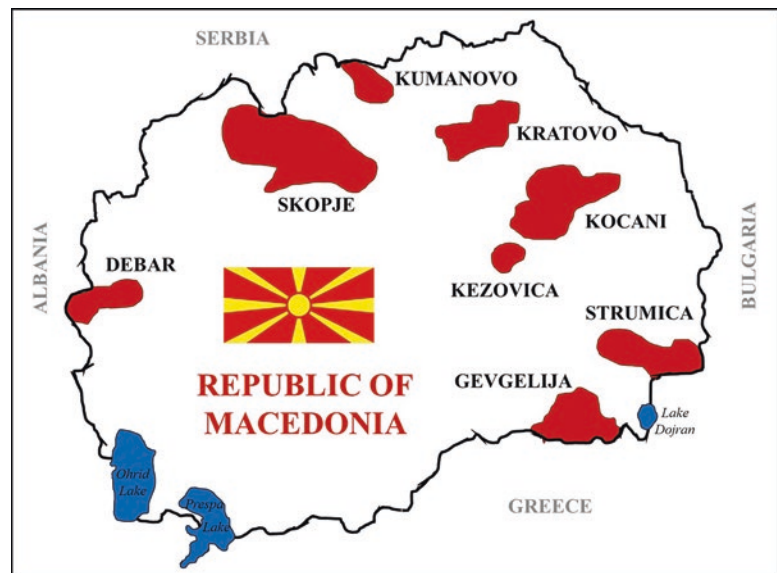 SERBIA
KUMANOVO
KRATOVO
SKOPJE
KOCANI
ALBANIA
BULGARIA
DEBAR
KEZOVICA
STRUMICA
REPUBLIC OF
MACEDONIA
GEVGELIJA
Lake
Dojran
Ohrid
Lake
Prespa
Lake
GREECE